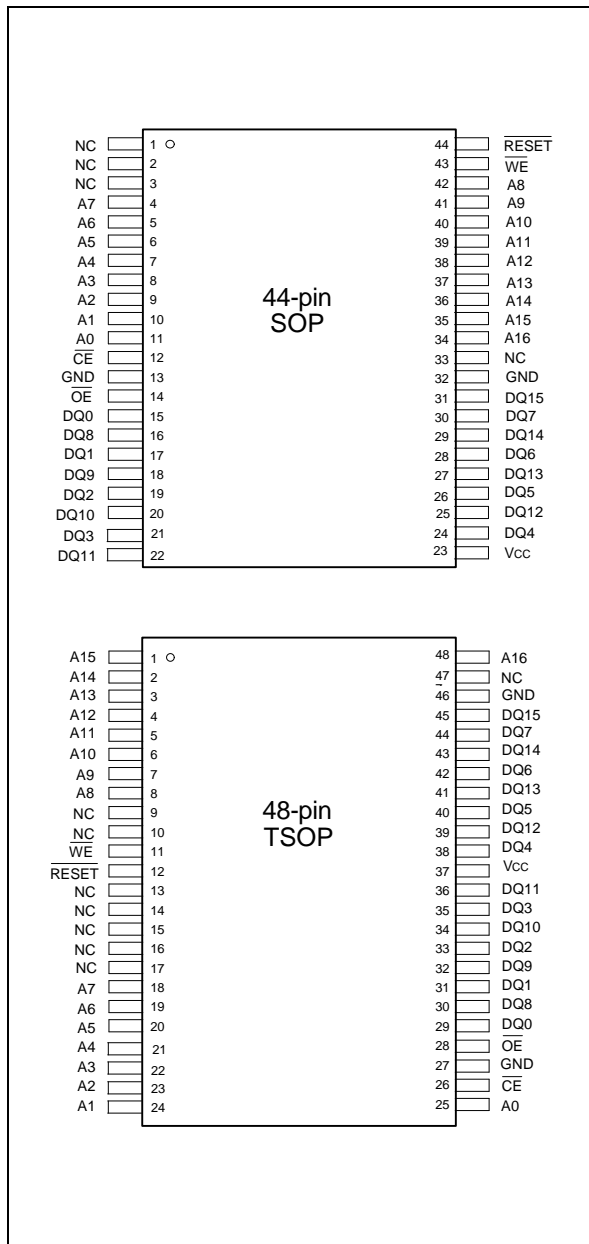 NC 1 44 RESET
NC 2 43 WE
NC 3 42 A8
A7 4 41 A9
A6 5 40 A10
A5 6 39 A11
A4 7 38 A12
A3 8 37 A13
A2 9 36 A14
A1 10 35 A15
A0 11 34 A16
CE 12 33 NC
GND 13 32 GND
OE 14 31 DQ15
DQ0 15 30 DQ7
DQ8 16 29 DQ14
DQ1 17 28 DQ6
DQ9 18 27 DQ13
DQ2 19 26 DQ5
DQ10 20 25 DQ12
DQ3 21 24 DQ4
DQ11 22 23 VCC
44-pin
SOP
A15 1 48 A16
A14 2 47 NC
A13 3 46 GND
A12 4 45 DQ15
A11 5 44 DQ7
A10 6 43 DQ14
A9 7 42 DQ6
A8 8 41 DQ13
NC 9 40 DQ5
NC 10 39 DQ12
WE 11 38 DQ4
RESET 12 37 VCC
NC 13 36 DQ11
NC 14 35 DQ3
NC 15 34 DQ10
NC 16 33 DQ2
NC 17 32 DQ9
A7 18 31 DQ1
A6 19 30 DQ8
A5 20 29 DQ0
A4 21 28 OE
A3 22 27 GND
A2 23 26 CE
A1 24 25 A0
48-pin
TSOP